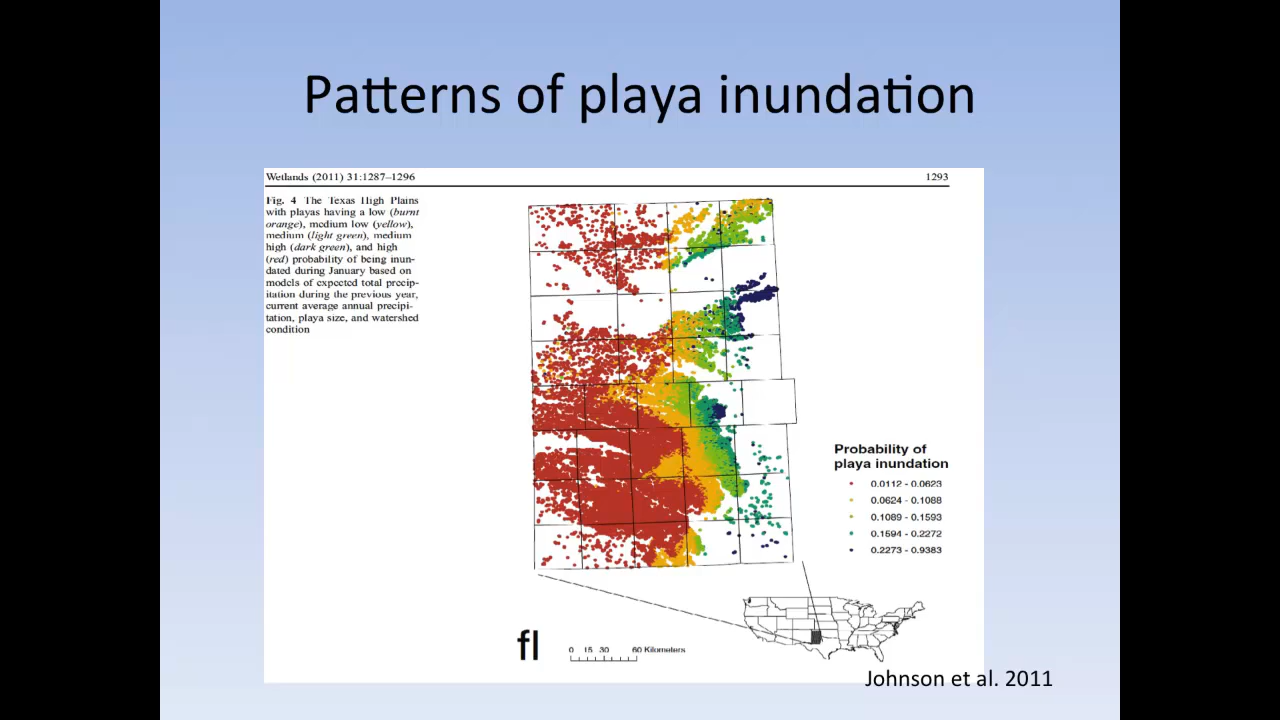 Patterns of playa inundation
Wetlands (2011) 31:1287–1296
1293
Fig. 4 The Texas High Plains
with playas having a low (burnt
orange), medium low (yellow),
medium (light green), medium
high (dark green), and high
(red) probability of being inun-
dated during January based on
models of expected total precip-
itation during the previous year,
current average annual precipi-
tation, playa size, and watershed
condition
Probability of
playa inundation
0.0112 - 0.0623
0.0624 - 0.1088
0.1089 - 0.1593
0.1594 - 0.2272
0.2273 - 0.9383
fl
0 15 30 60 Kilometers
Johnson et al. 2011